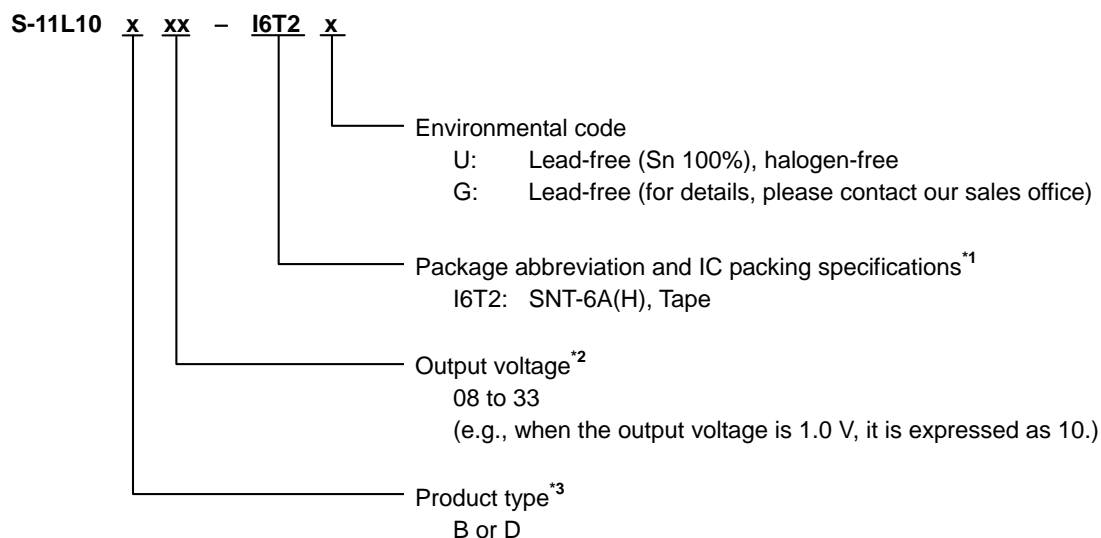 S-11L10 x xx – I6T2 x
Environmental code
U: Lead-free (Sn 100%), halogen-free
G: Lead-free (for details, please contact our sales office)
Package abbreviation and IC packing specifications*1
I6T2: SNT-6A(H), Tape
Output voltage*2
08 to 33
(e.g., when the output voltage is 1.0 V, it is expressed as 10.)
Product type*3
B or D